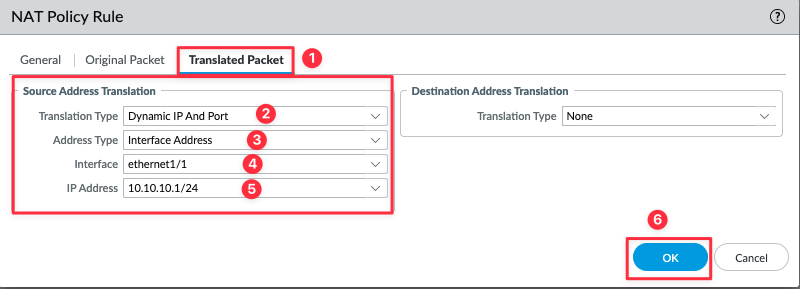 NAT Policy Rule ?
General Original Packet Translated Packet 1
Source Address Translation
Translation Type Dynamic IP And Port 2
Address Type Interface Address 3
Interface ethernet1/1 4
IP Address 10.10.10.1/24 5
Destination Address Translation
Translation Type None
6
OK Cancel